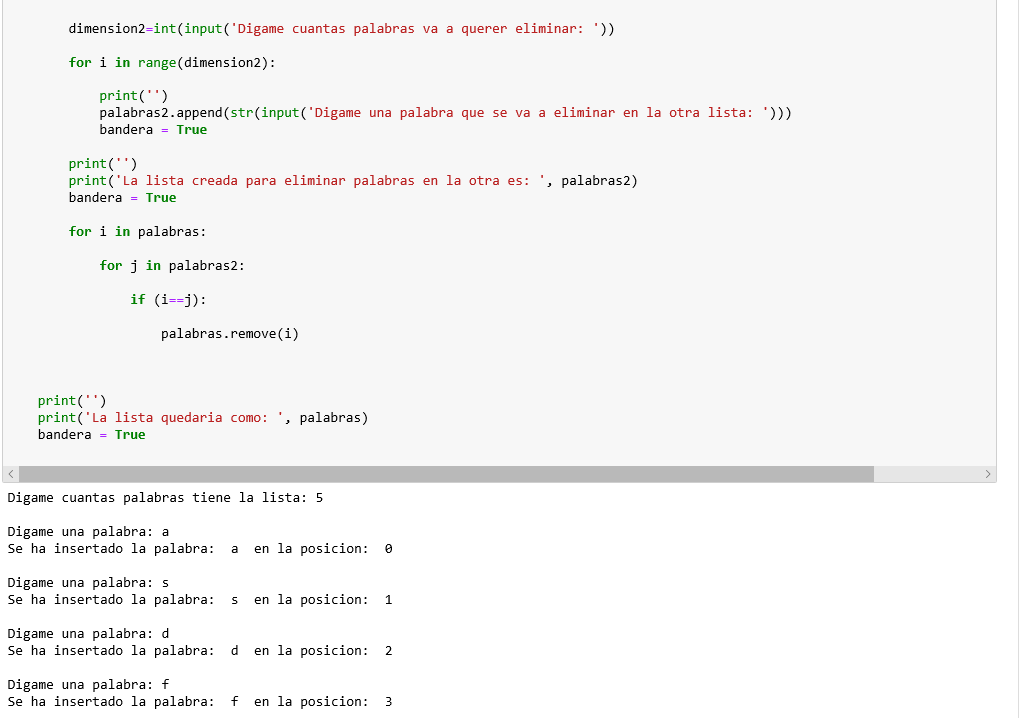 dimension2=int(input('Digame cuantas palabras va a querer eliminar: '))
for i in range(dimension2):
print('')
palabras2.append(str(input('Digame una palabra que se va a eliminar en la otra lista: ')))
bandera = True
print('')
print('La lista creada para eliminar palabras en la otra es: ', palabras2)
bandera = True
for i in palabras:
for j in palabras2:
if (i==j):
palabras.remove(i)
print('')
print('La lista quedaria como: ', palabras)
bandera = True
Digame cuantas palabras tiene la lista: 5
Digame una palabra: a
Se ha insertado la palabra:  a  en la posicion:  0
Digame una palabra: s
Se ha insertado la palabra:  s  en la posicion:  1
Digame una palabra: d
Se ha insertado la palabra:  d  en la posicion:  2
Digame una palabra: f
Se ha insertado la palabra:  f  en la posicion:  3